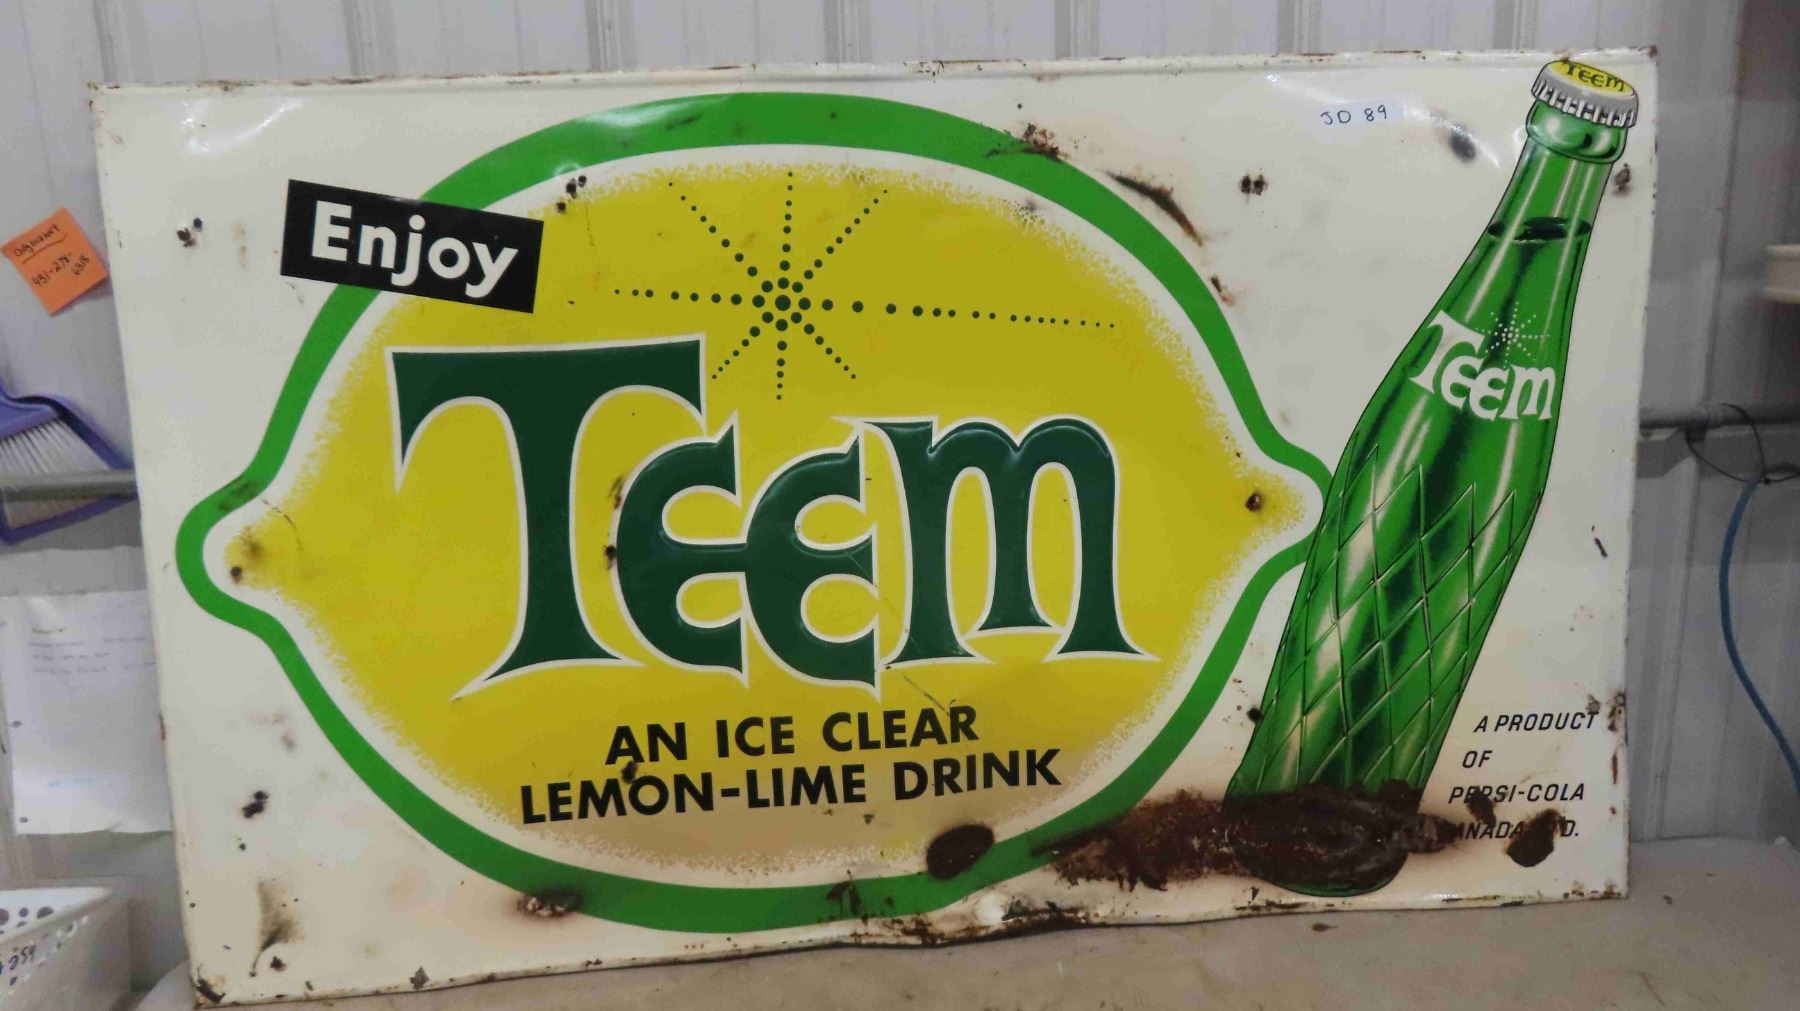 Enjoy
Teem
AN ICE CLEAR
LEMON-LIME DRINK
JD 89
Teem
Teem
A PRODUCT
OF
PEPSI-COLA